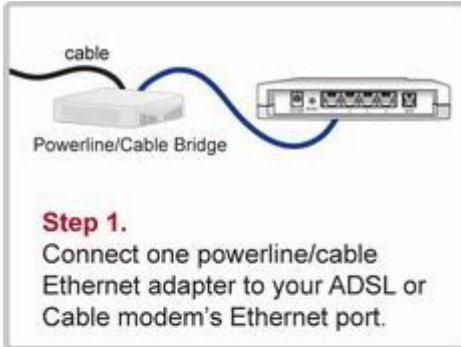 cable
Powerline/Cable Bridge
Step 1.
Connect one powerline/cable
Ethernet adapter to your ADSL or
Cable modem's Ethernet port.